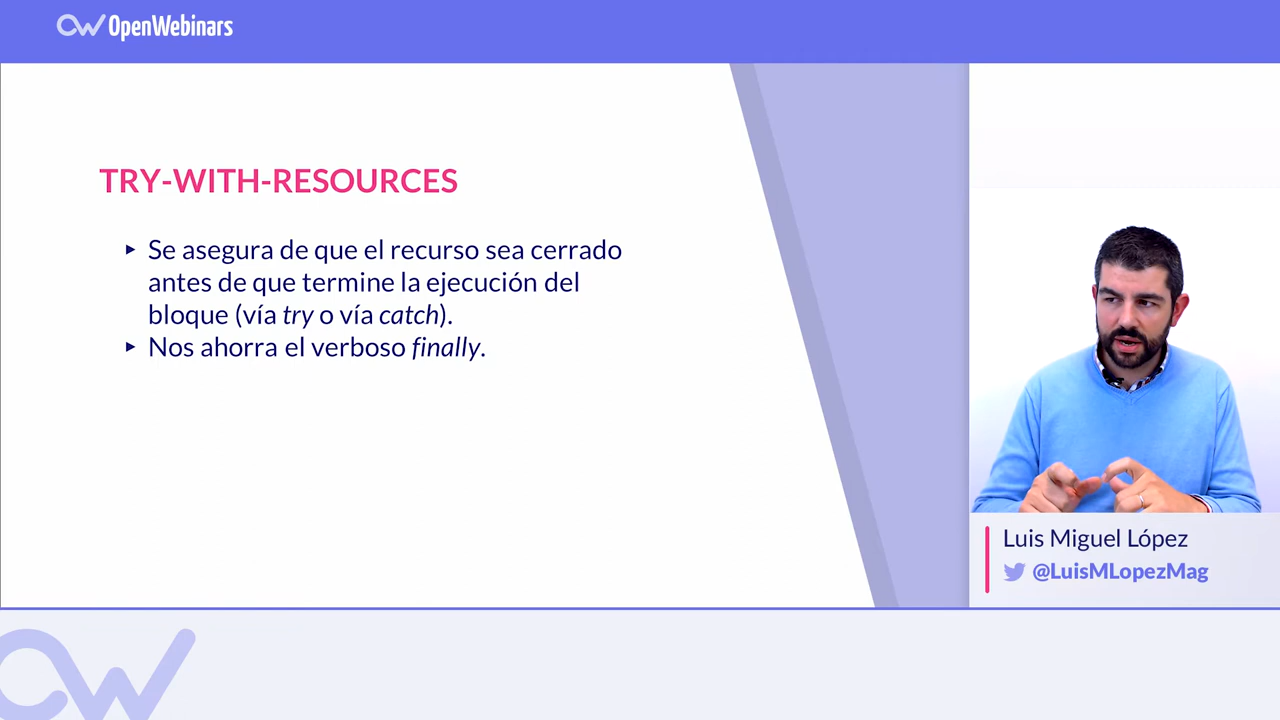 OpenWebinars
TRY-WITH-RESOURCES
‣ Se asegura de que el recurso sea cerrado
antes de que termine la ejecución del
bloque (vía try o vía catch).
‣ Nos ahorra el verboso finally.
Luis Miguel López
@LuisMLopezMag